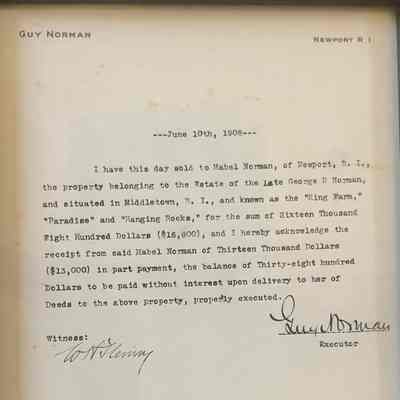 GUY NORMAN
NEWPORT R I
---June 10th, 1908---
I have this day sold to Mabel Norman, of Newport, R. I.,
the property belonging to the Estate of the late George H Norman,
and situated in Middletown, R. I., and known as the "King Farm,"
"Paradise" and "Hanging Rocks," for the sum of Sixteen Thousand
Eight Hundred Dollars ($16,800), and I hereby acknowledge the
receipt from said Mabel Norman of Thirteen Thousand Dollars
($13,000) in part payment, the balance of Thirty-eight hundred
Dollars to be paid without interest upon delivery to her of
Deeds to the above property, properly executed.
Guy Norman
Witness:
Executor